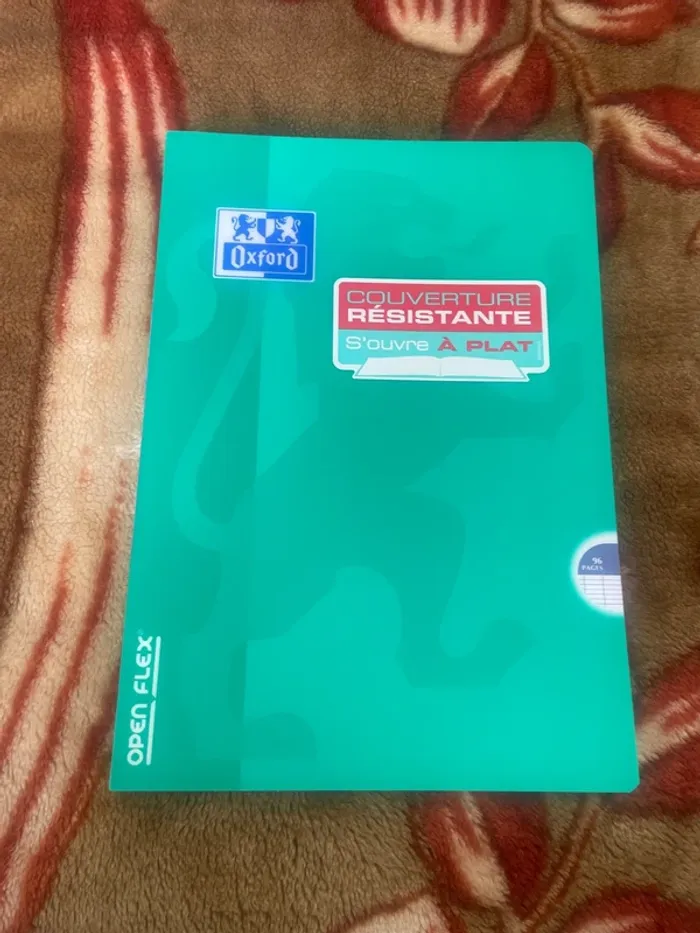 Oxford
COUVERTURE
RÉSISTANTE
S'ouvre À PLAT
96
PAGES
OPEN FLEX®